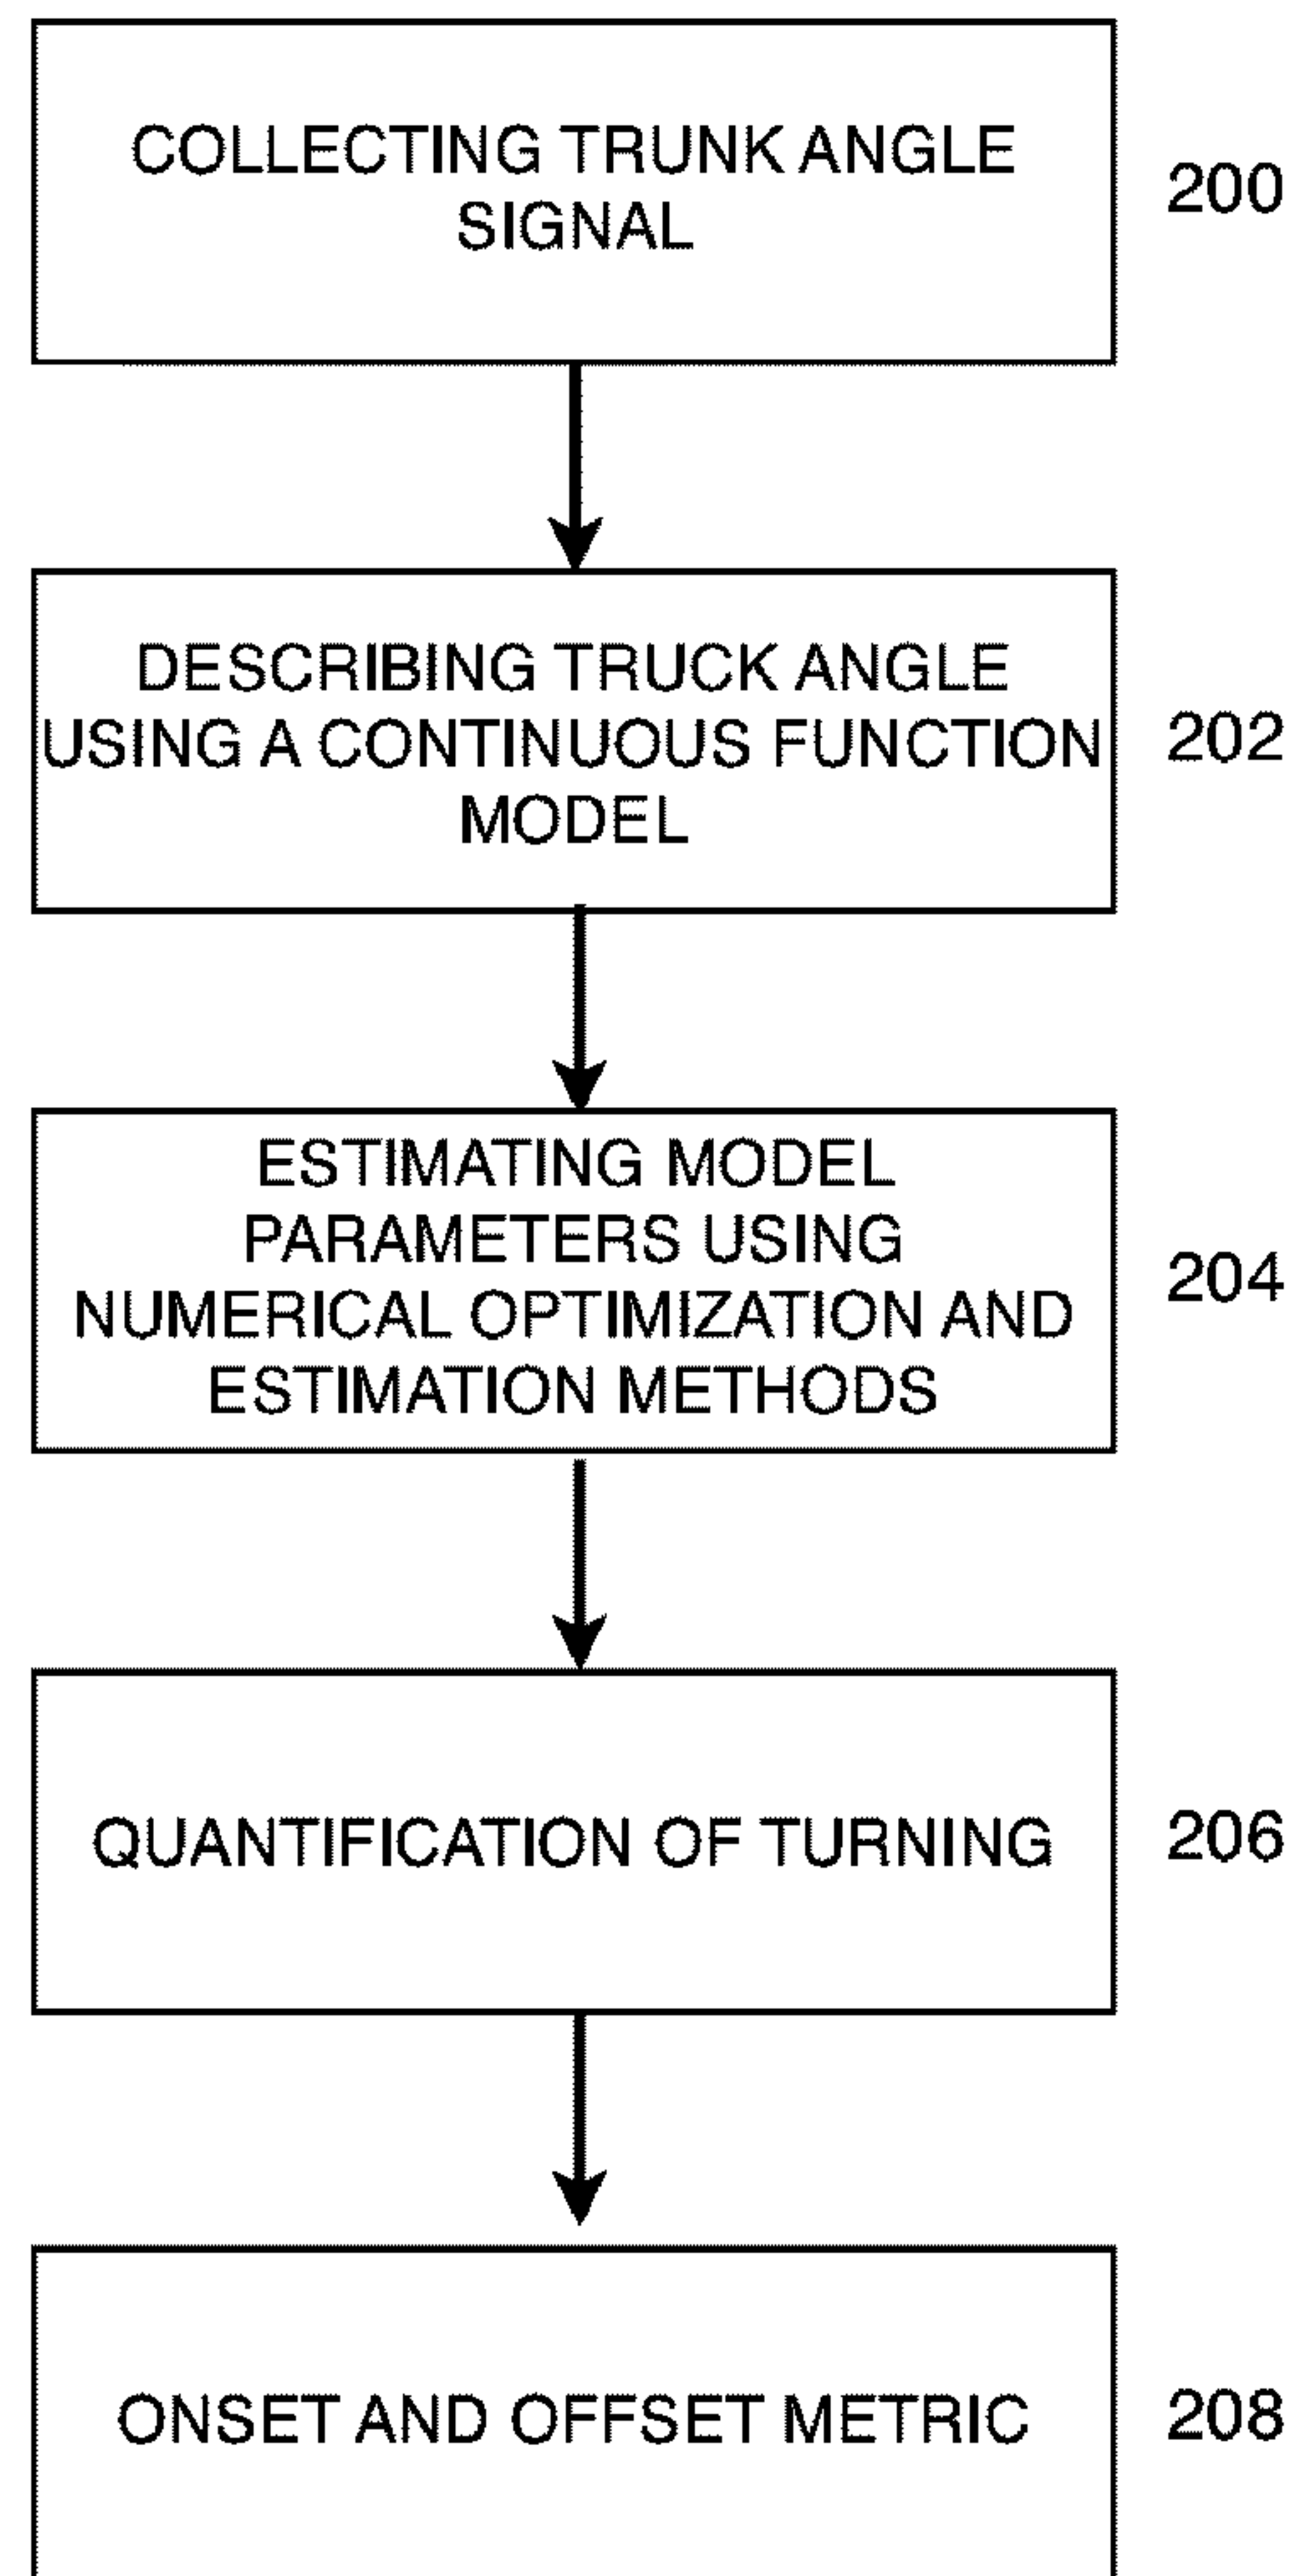 COLLECTING TRUNK ANGLE
SIGNAL
200
DESCRIBING TRUCK ANGLE
USING A CONTINUOUS FUNCTION
MODEL
202
ESTIMATING MODEL
PARAMETERS USING
NUMERICAL OPTIMIZATION AND
ESTIMATION METHODS
204
QUANTIFICATION OF TURNING
206
ONSET AND OFFSET METRIC
208